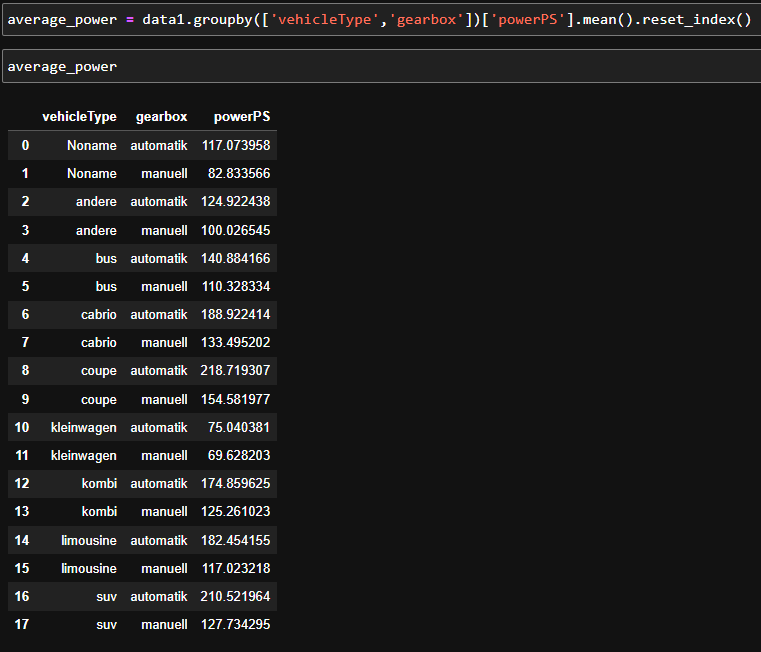 average_power = data1.groupby(['vehicleType','gearbox'])['powerPS'].mean().reset_index()
average_power
vehicleType gearbox powerPS
0 Noname automatik 117.073958
1 Noname manuell 82.833566
2 andere automatik 124.922438
3 andere manuell 100.026545
4 bus automatik 140.884166
5 bus manuell 110.328334
6 cabrio automatik 188.922414
7 cabrio manuell 133.495202
8 coupe automatik 218.719307
9 coupe manuell 154.581977
10 kleinwagen automatik 75.040381
11 kleinwagen manuell 69.628203
12 kombi automatik 174.859625
13 kombi manuell 125.261023
14 limousine automatik 182.454155
15 limousine manuell 117.023218
16 suv automatik 210.521964
17 suv manuell 127.734295